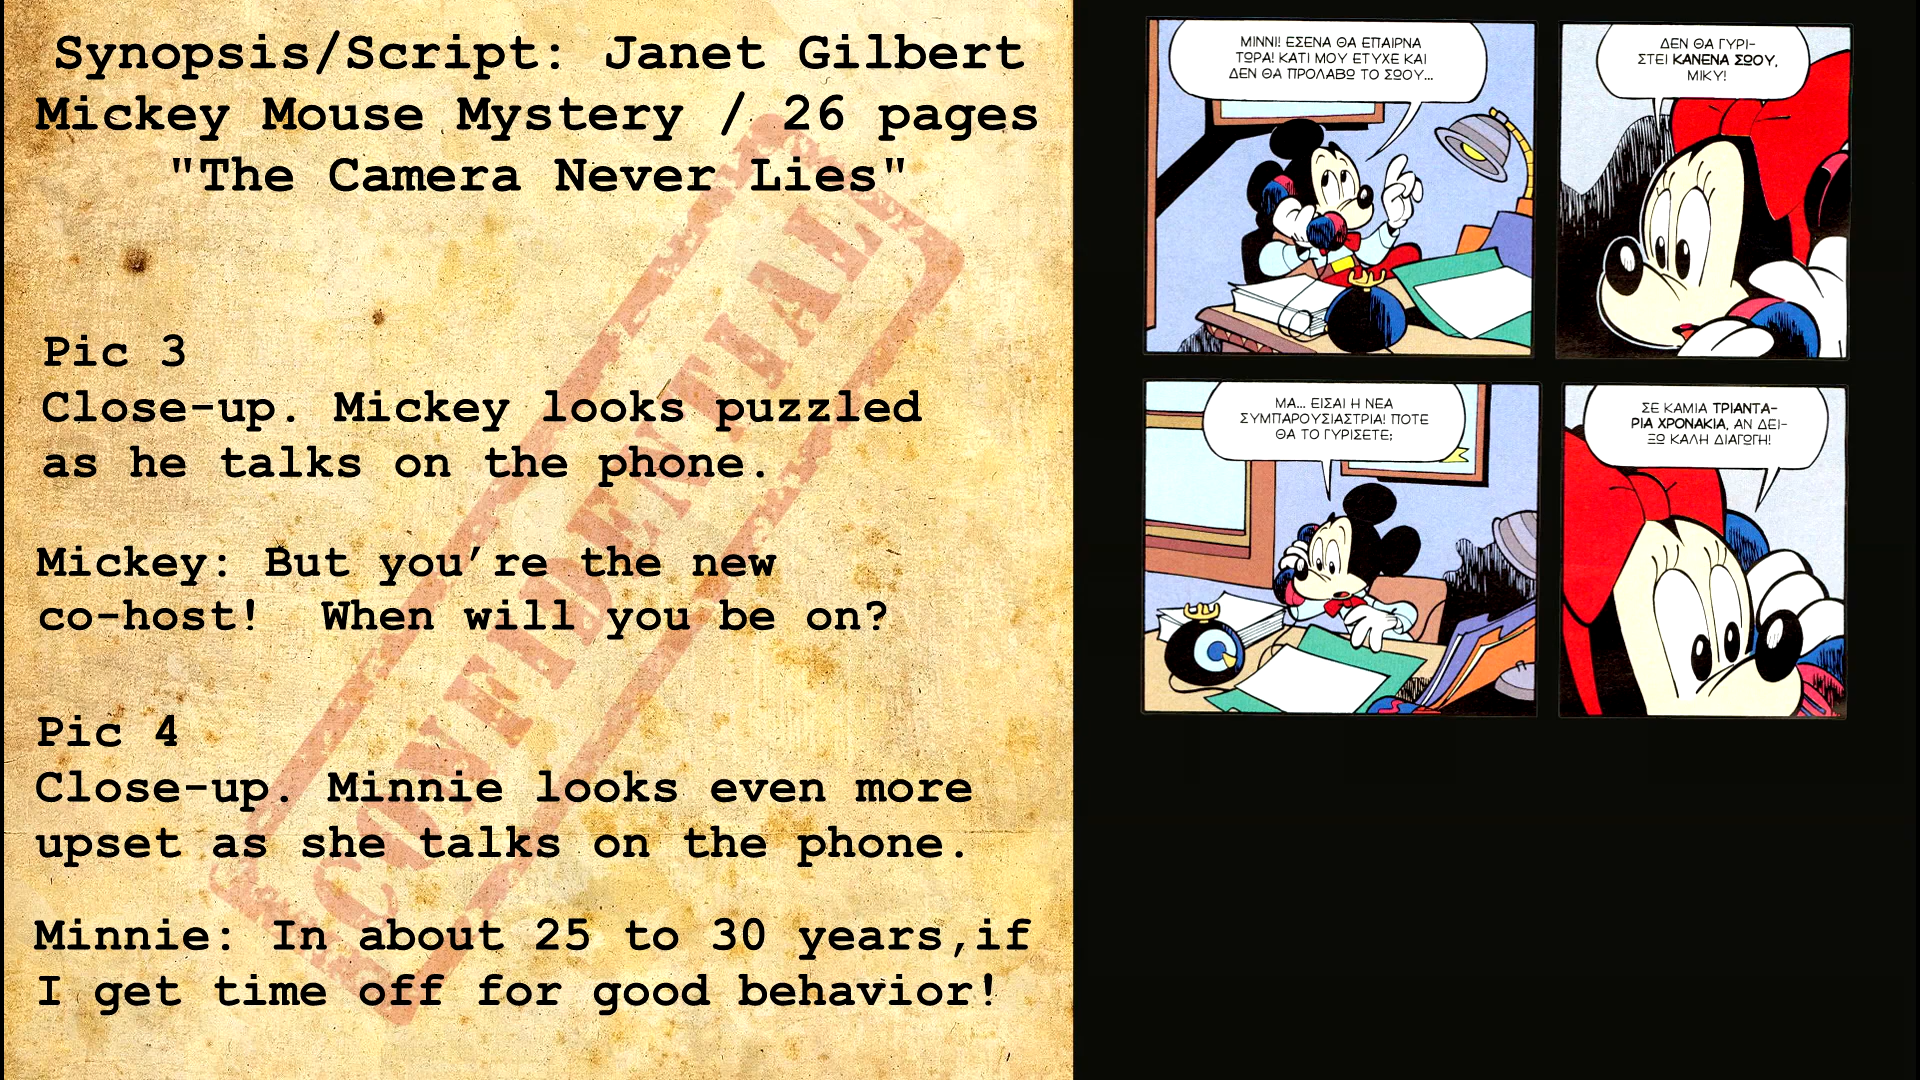 Synopsis/Script: Janet Gilbert
Mickey Mouse Mystery / 26 pages
"The Camera Never Lies"
Pic 3
Close-up. Mickey looks puzzled
as he talks on the phone.
Mickey: But you’re the new
co-host!  When will you be on?
Pic 4
Close-up. Minnie looks even more
upset as she talks on the phone.
Minnie: In about 25 to 30 years,if
I get time off for good behavior!
CONFIDENTIAL
ΜΙΝΝΙ! ΕΣΕΝΑ ΘΑ ΕΠΑΙΡΝΑ
ΤΩΡΑ! ΚΑΤΙ ΜΟΥ ΕΤΥΧΕ ΚΑΙ
ΔΕΝ ΘΑ ΠΡΟΛΑΒΩ ΤΟ ΣΟΟΥ...
ΔΕΝ ΘΑ ΓΥΡΙ-
ΣΤΕΙ ΚΑΝΕΝΑ ΣΟΟΥ,
ΜΙΚΥ!
ΜΑ... ΕΙΣΑΙ Η ΝΕΑ
ΣΥΜΠΑΡΟΥΣΙΑΣΤΡΙΑ! ΠΟΤΕ
ΘΑ ΤΟ ΓΥΡΙΣΕΤΕ;
ΣΕ ΚΑΜΙΑ ΤΡΙΑΝΤΑ-
ΡΙΑ ΧΡΟΝΑΚΙΑ, ΑΝ ΔΕΙ-
ΞΩ ΚΑΛΗ ΔΙΑΓΩΓΗ!